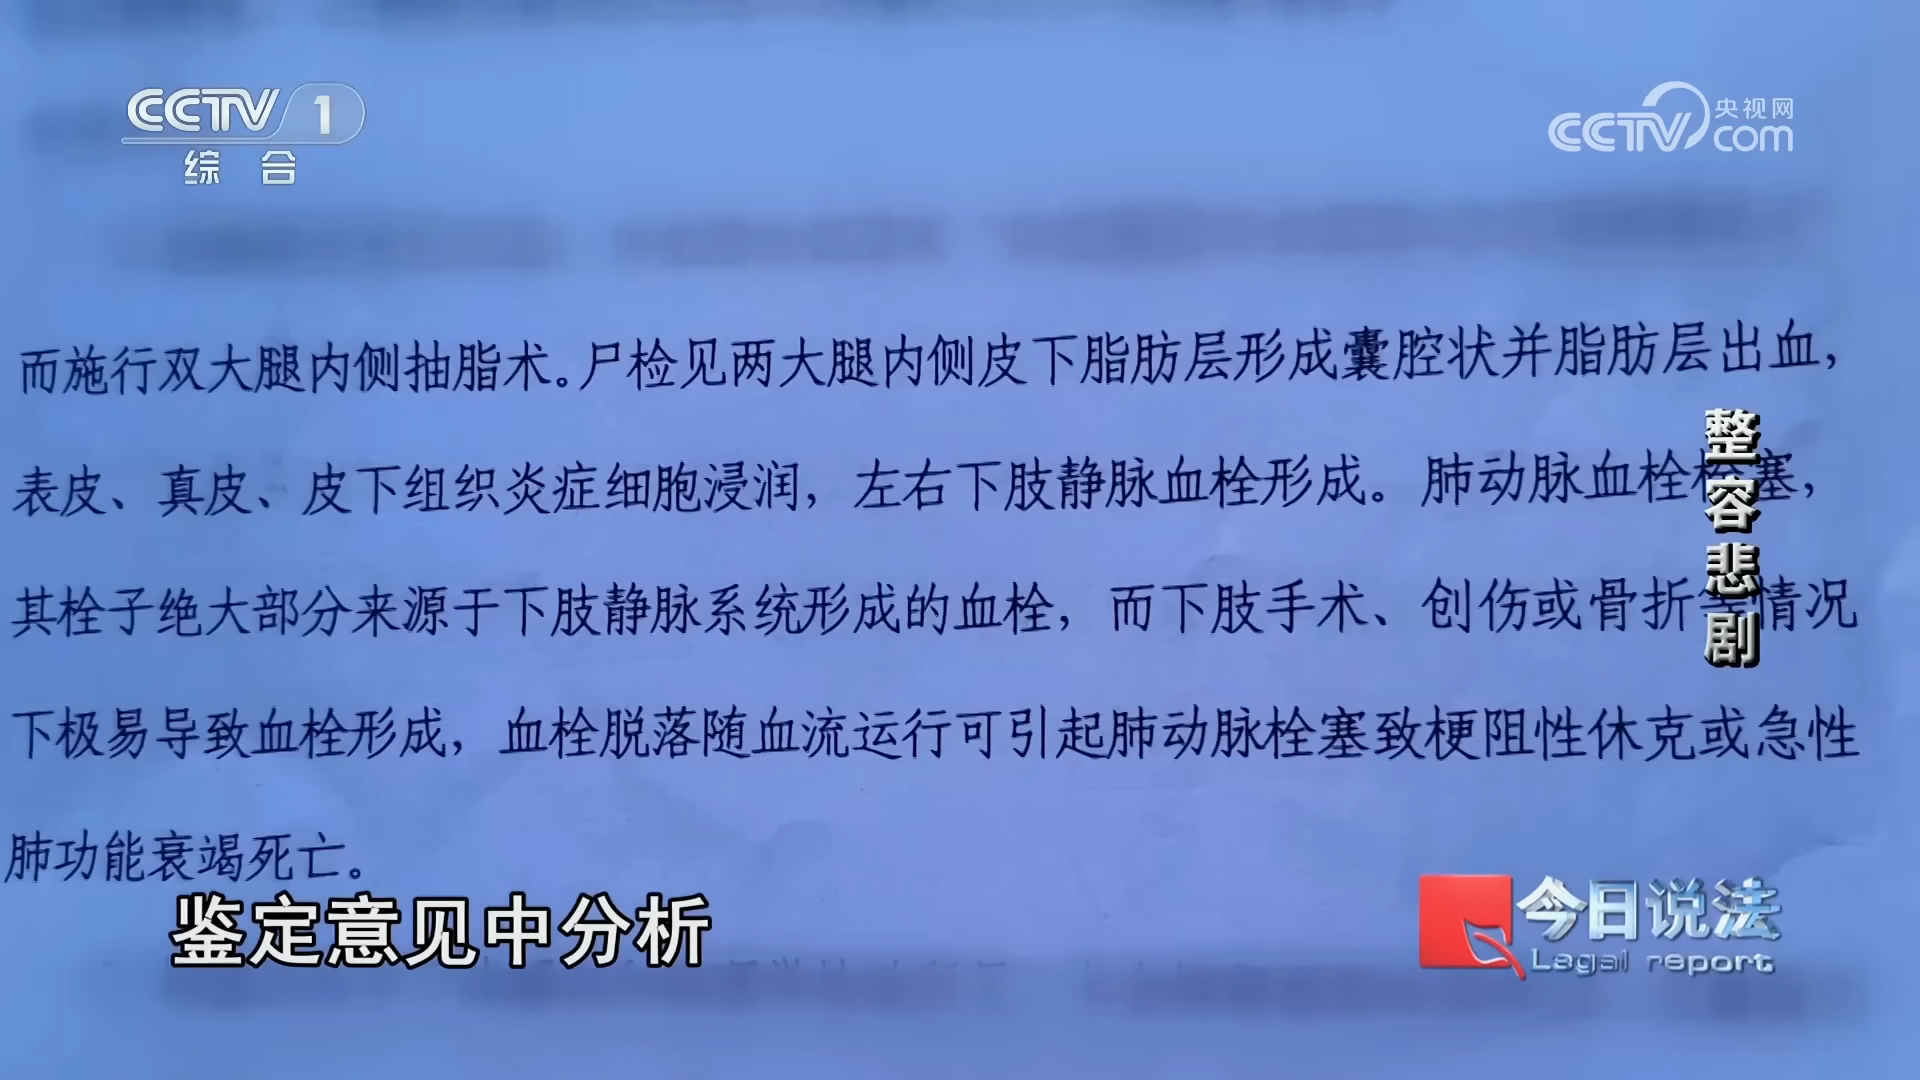 CCTV 1
综 合
央视网
CCTV com
而施行双大腿内侧抽脂术。尸检见两大腿内侧皮下脂肪层形成囊腔状并脂肪层出血，
表皮、真皮、皮下组织炎症细胞浸润，左右下肢静脉血栓形成。肺动脉血栓栓塞，
其栓子绝大部分来源于下肢静脉系统形成的血栓，而下肢手术、创伤或骨折等情况
下极易导致血栓形成，血栓脱落随血流运行可引起肺动脉栓塞致梗阻性休克或急性
肺功能衰竭死亡。
整容悲剧
鉴定意见中分析
今日说法
Legal report